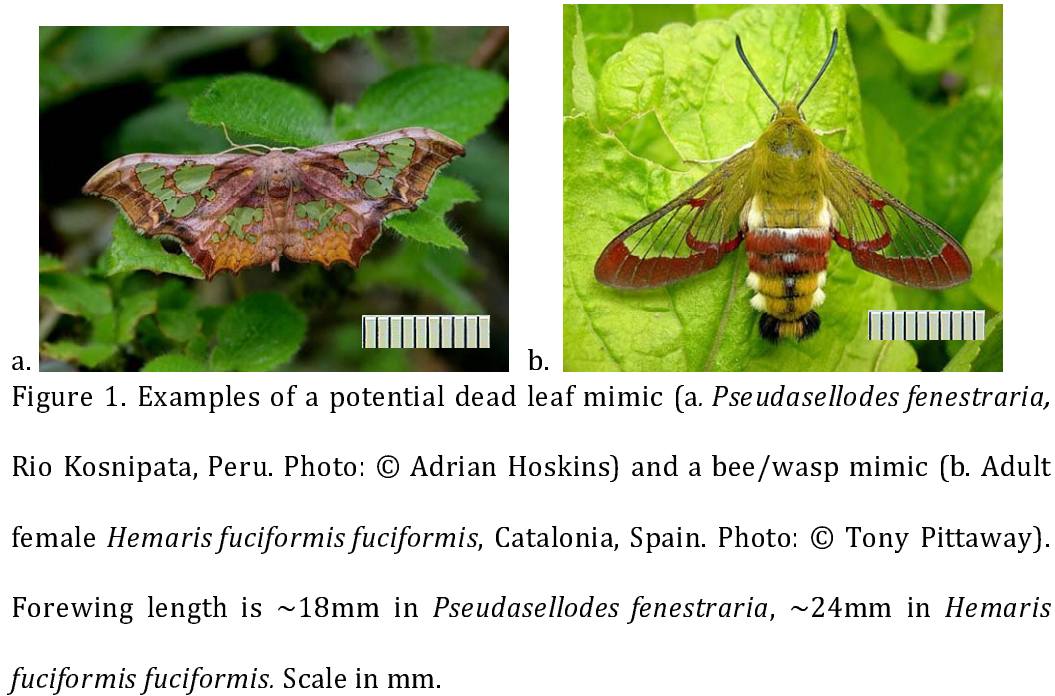 a.
b.
Figure 1. Examples of a potential dead leaf mimic (a. Pseudasellodes fenestraria,
Rio Kosnipata, Peru. Photo: © Adrian Hoskins) and a bee/wasp mimic (b. Adult
female Hemaris fuciformis fuciformis, Catalonia, Spain. Photo: © Tony Pittaway).
Forewing length is ~18mm in Pseudasellodes fenestraria, ~24mm in Hemaris
fuciformis fuciformis. Scale in mm.